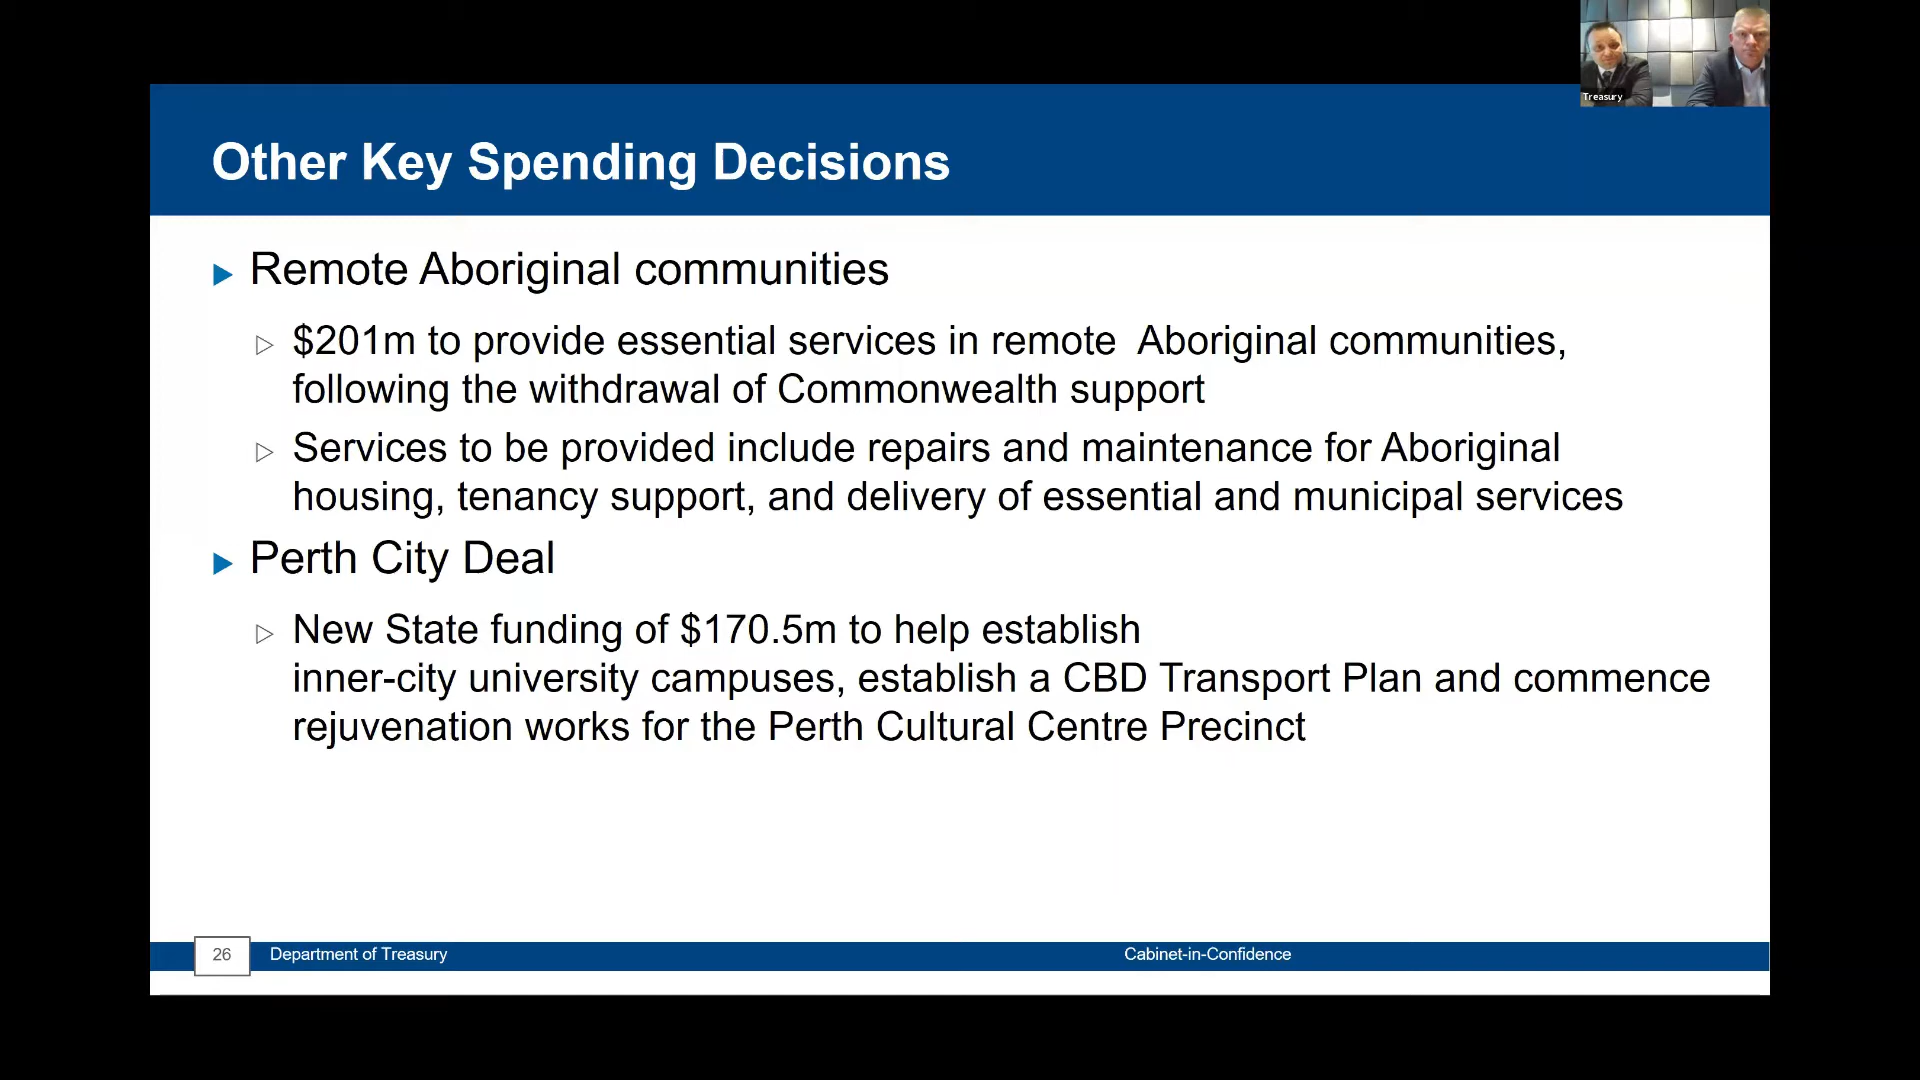 Treasury
Other Key Spending Decisions
Remote Aboriginal communities
$201m to provide essential services in remote  Aboriginal communities,
following the withdrawal of Commonwealth support
Services to be provided include repairs and maintenance for Aboriginal
housing, tenancy support, and delivery of essential and municipal services
Perth City Deal
New State funding of $170.5m to help establish
inner-city university campuses, establish a CBD Transport Plan and commence
rejuvenation works for the Perth Cultural Centre Precinct
26 Department of Treasury Cabinet-in-Confidence